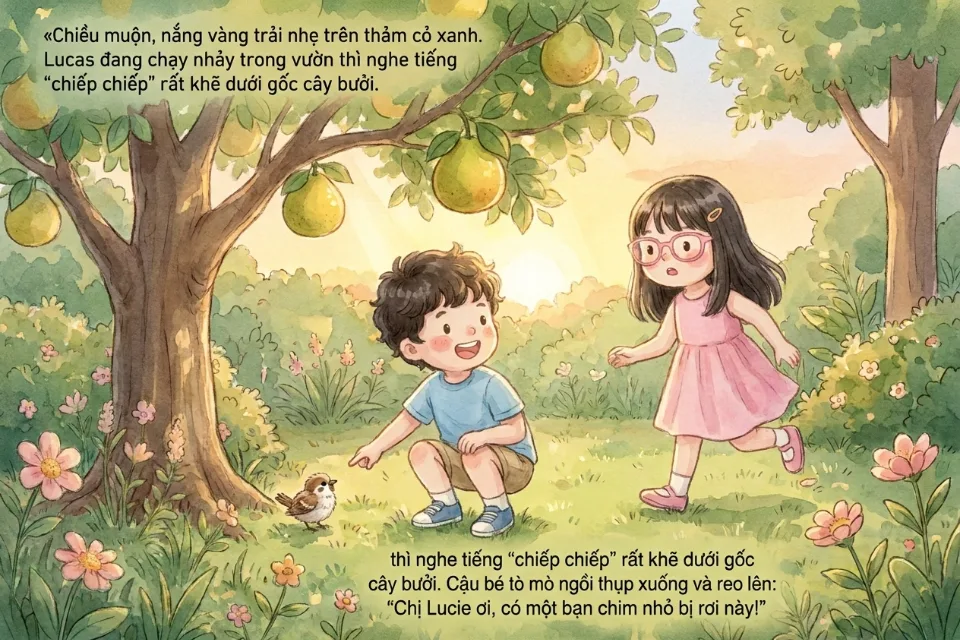 «Chiều muộn, nắng vàng trải nhẹ trên thảm cỏ xanh.
Lucas đang chạy nhảy trong vườn thì nghe tiếng
“chiếp chiếp” rất khẽ dưới gốc cây bưởi.
thì nghe tiếng “chiếp chiếp” rất khẽ dưới gốc
cây bưởi. Cậu bé tò mò ngồi thụp xuống và reo lên:
“Chị Lucie ơi, có một bạn chim nhỏ bị rơi này!”